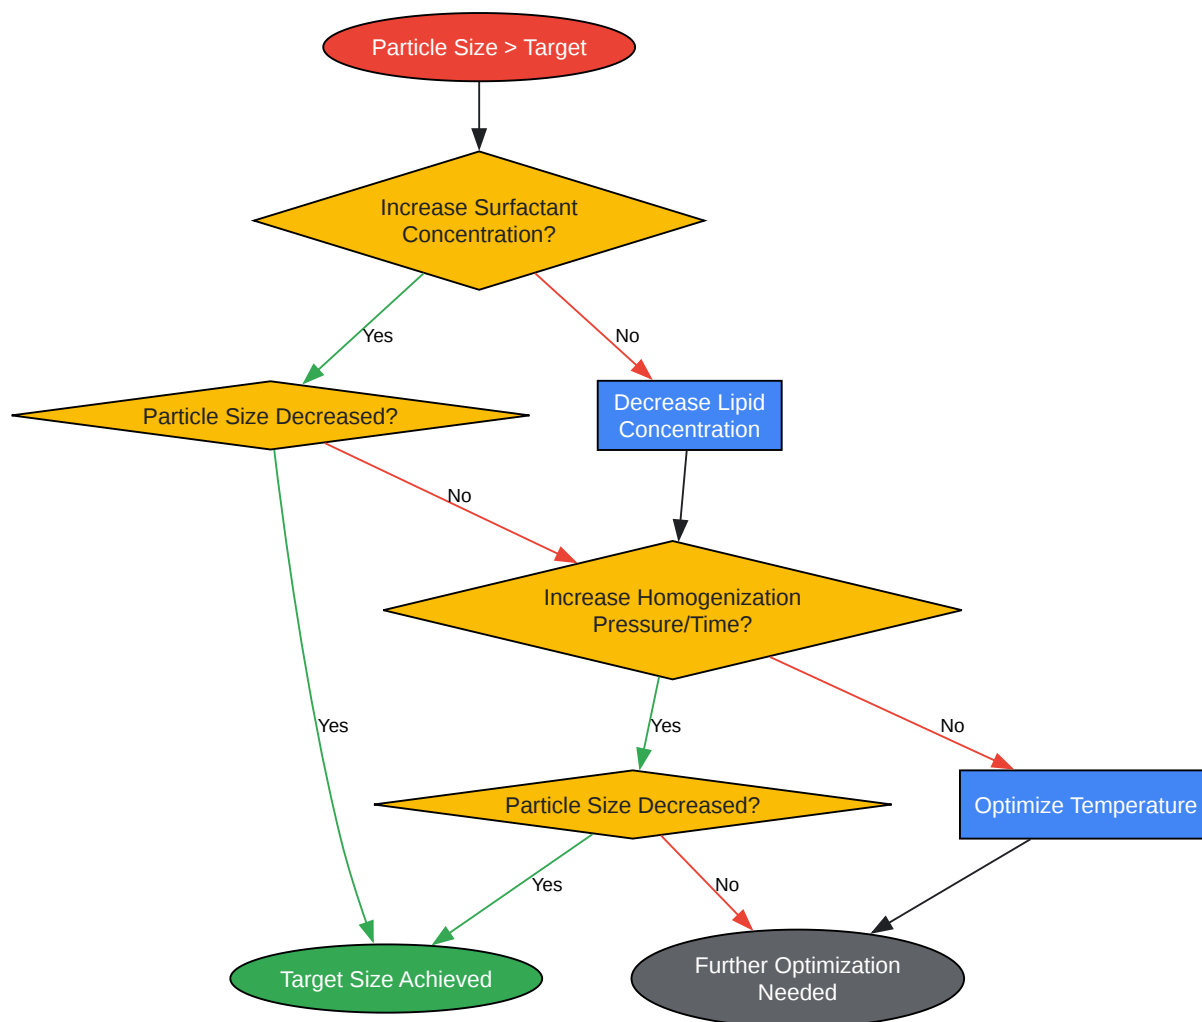 Particle Size > Target
Increase Surfactant
Concentration?
Yes
No
Particle Size Decreased?
Decrease Lipid
Concentration
No
Increase Homogenization
Pressure/Time?
Yes
Yes
No
Particle Size Decreased?
Optimize Temperature
Yes
No
Target Size Achieved
Further Optimization
Needed